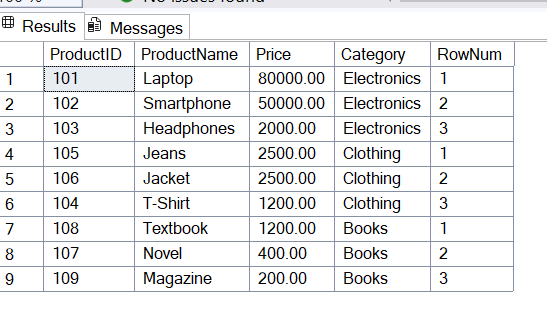 No issues found
Results Messages
ProductID ProductName Price Category RowNum
1 101 Laptop 80000.00 Electronics 1
2 102 Smartphone 50000.00 Electronics 2
3 103 Headphones 2000.00 Electronics 3
4 105 Jeans 2500.00 Clothing 1
5 106 Jacket 2500.00 Clothing 2
6 104 T-Shirt 1200.00 Clothing 3
7 108 Textbook 1200.00 Books 1
8 107 Novel 400.00 Books 2
9 109 Magazine 200.00 Books 3